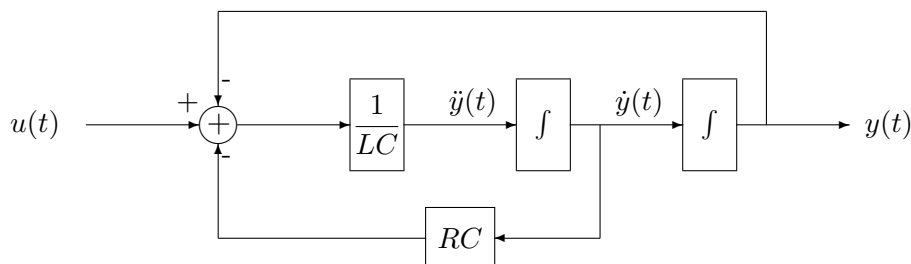 -
+
u(t)
+
1
LC
ÿ(t)
∫
ẏ(t)
∫
y(t)
-
RC